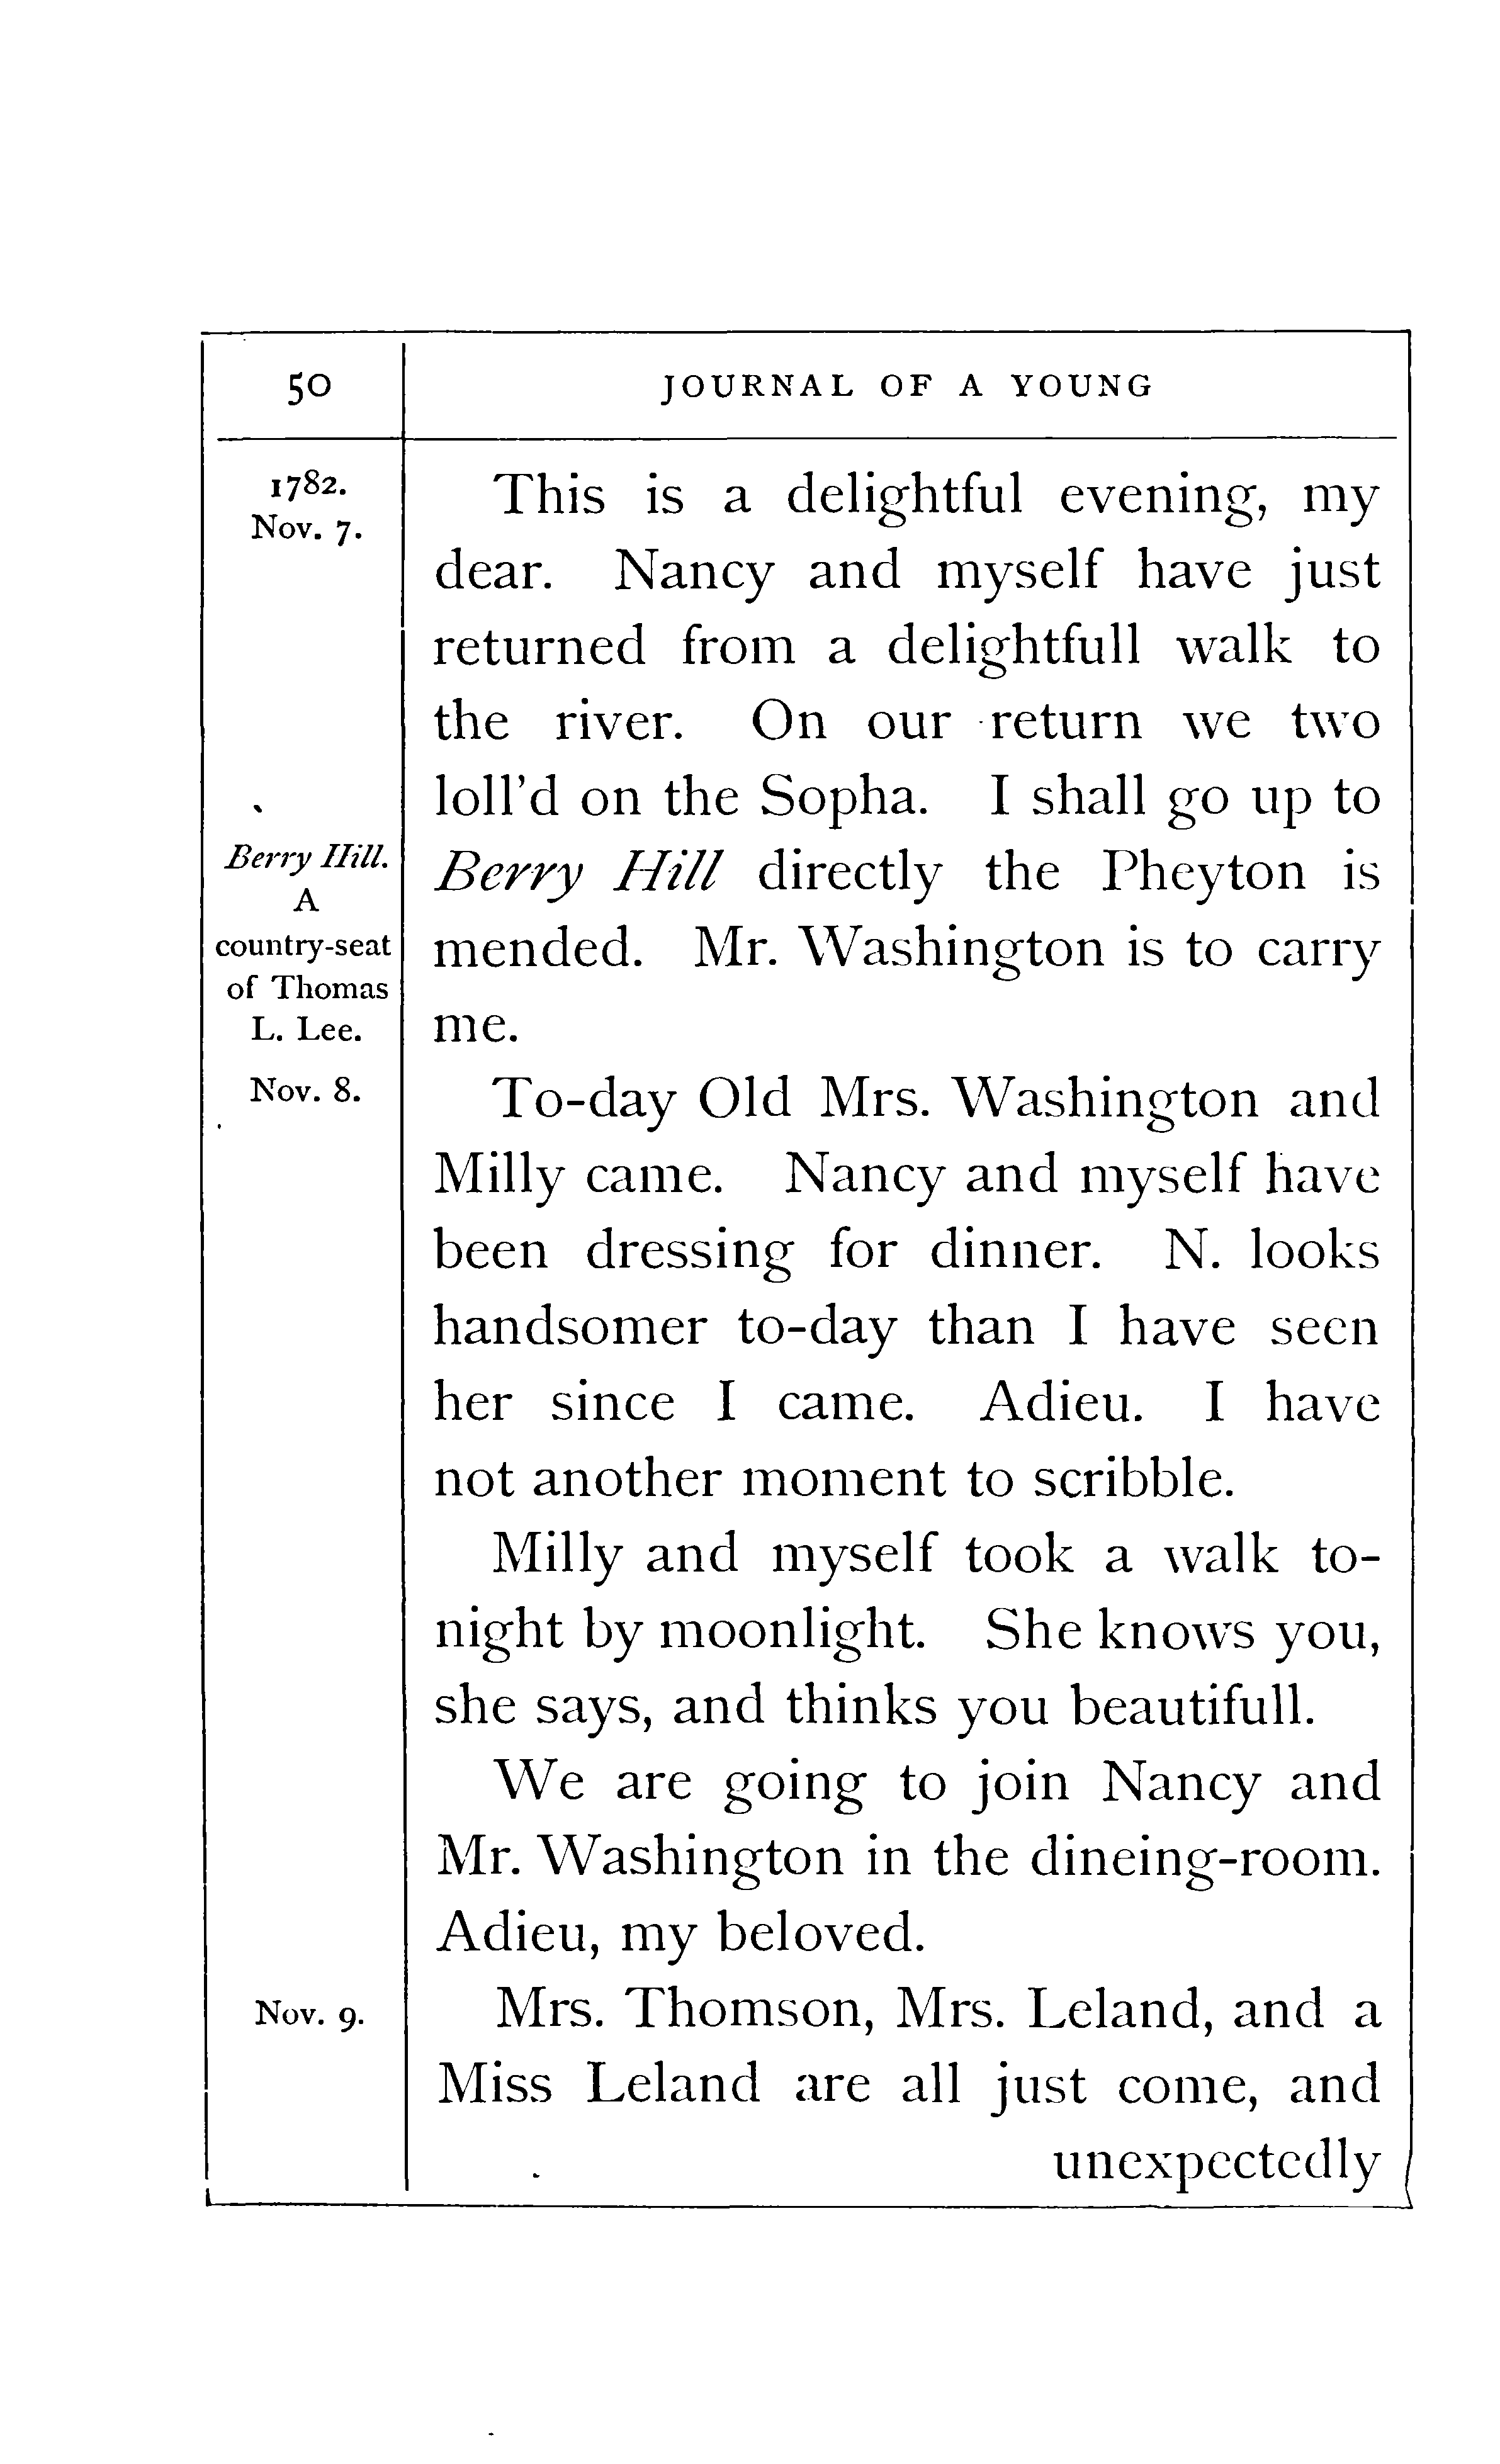 50
JOURNAL OF A YOUNG
1782.
Nov. 7.
This is a delightful evening, my
dear. Nancy and myself have just
returned from a delightfull walk to
the river. On our return we two
loll'd on the Sopha. I shall go up to
Berry Hill directly the Pheyton is
mended. Mr. Washington is to carry
me.
Berry Hill.
A
country-seat
of Thomas
L. Lee.
Nov. 8.
To-day Old Mrs. Washington and
Milly came. Nancy and myself have
been dressing for dinner. N. looks
handsomer to-day than I have seen
her since I came. Adieu. I have
not another moment to scribble.
Milly and myself took a walk to-
night by moonlight. She knows you,
she says, and thinks you beautifull.
We are going to join Nancy and
Mr. Washington in the dineing-room.
Adieu, my beloved.
Nov. 9.
Mrs. Thomson, Mrs. Leland, and a
Miss Leland are all just come, and
unexpectedly